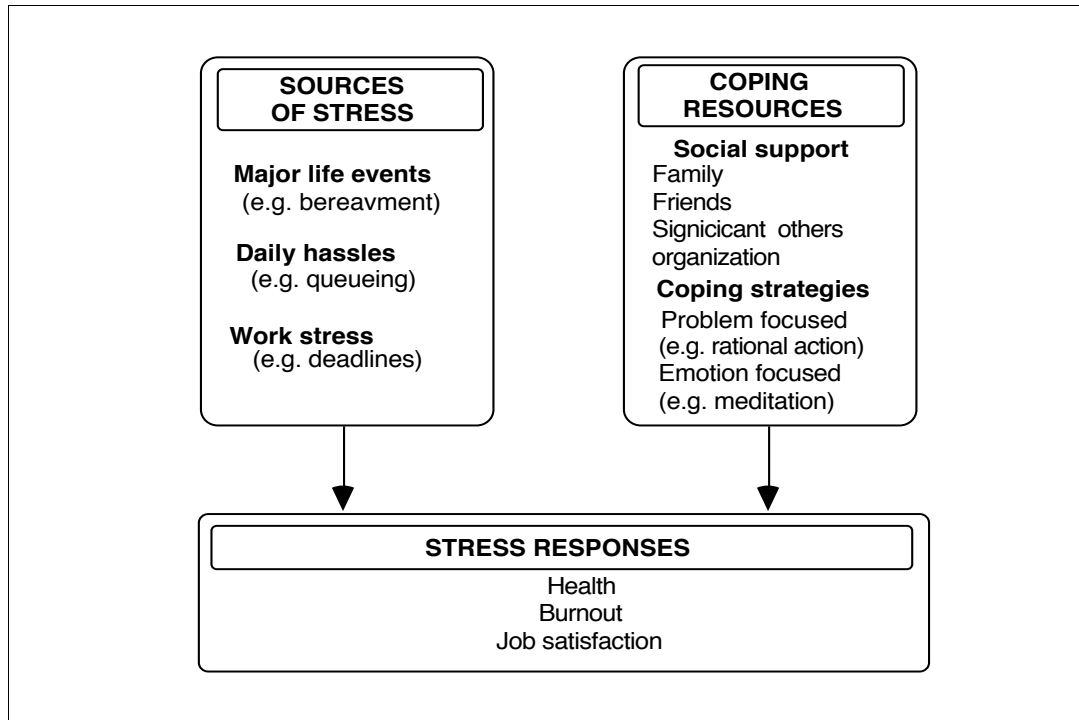 SOURCES
OF STRESS
Major life events
(e.g. bereavment)
Daily hassles
(e.g. queueing)
Work stress
(e.g. deadlines)
COPING
RESOURCES
Social support
Family
Friends
Signicicant others
organization
Coping strategies
Problem focused
(e.g. rational action)
Emotion focused
(e.g. meditation)
STRESS RESPONSES
Health
Burnout
Job satisfaction